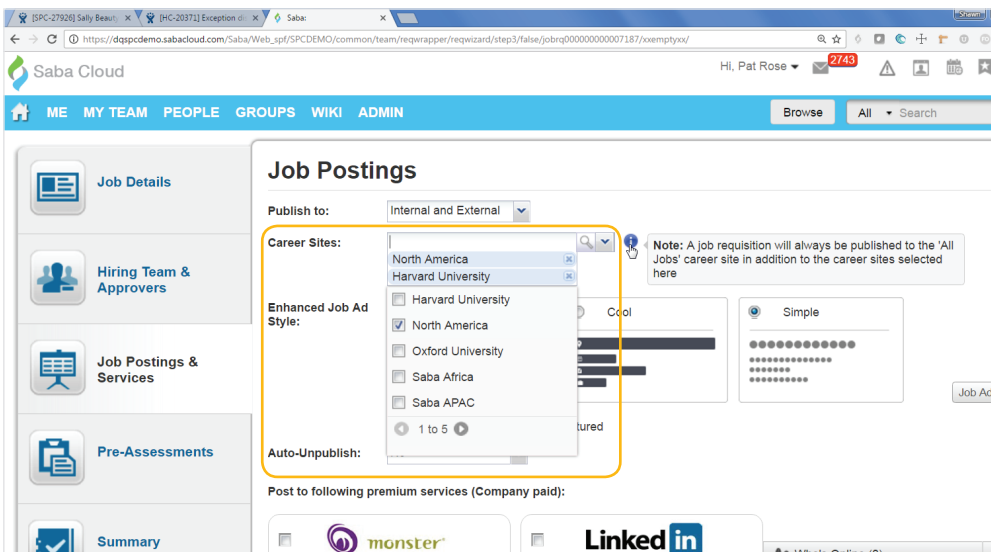 [SPC-27926] Sally Beaut
[HC-20371] Exception di
Saba:
Shawn
https://dqspcdemo.sabacloud.com/Saba/Web_spf/SPCDEMO/common/team/reqwrapper/reqwizard/step3/false/jobrq000000000007187/xxemptyxx/
Saba Cloud
Hi, Pat Rose
2743
ME MY TEAM PEOPLE GROUPS WIKI ADMIN
Browse
All
Search
Job Details
Hiring Team &
Approvers
Job Postings &
Services
Pre-Assessments
Summary
Job Postings
Publish to:
Internal and External
Career Sites:
North America
Harvard University
Note: A job requisition will always be published to the 'All
Jobs' career site in addition to the career sites selected
here
Harvard University
North America
Oxford University
Saba Africa
Saba APAC
1 to 5
Enhanced Job Ad
Style:
Cool
Simple
Job Ad
tured
Auto-Unpublish:
Post to following premium services (Company paid):
monster
Linked in